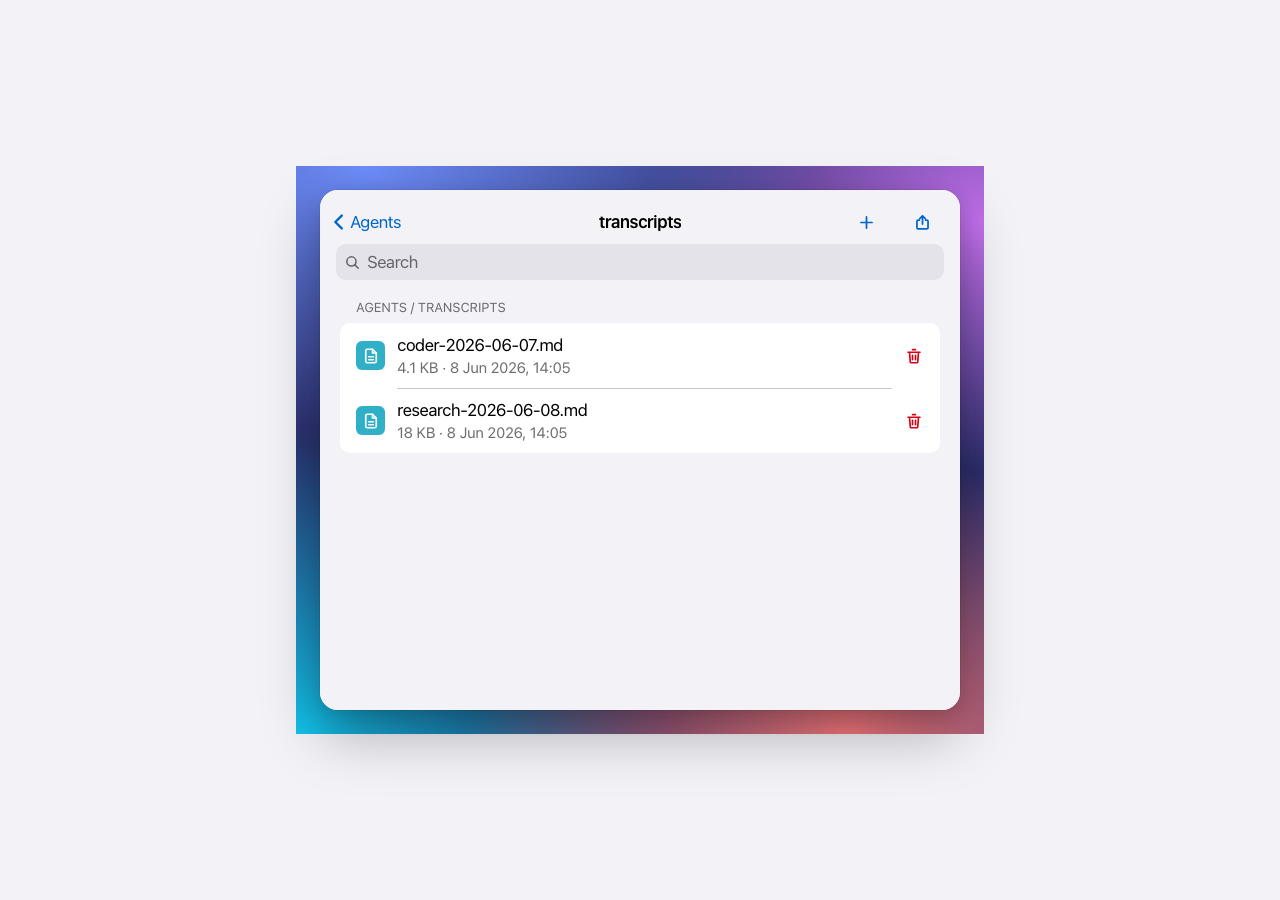 Agents
transcripts
Search
AGENTS / TRANSCRIPTS
coder-2026-06-07.md
4.1 KB · 8 Jun 2026, 14:05
research-2026-06-08.md
18 KB · 8 Jun 2026, 14:05